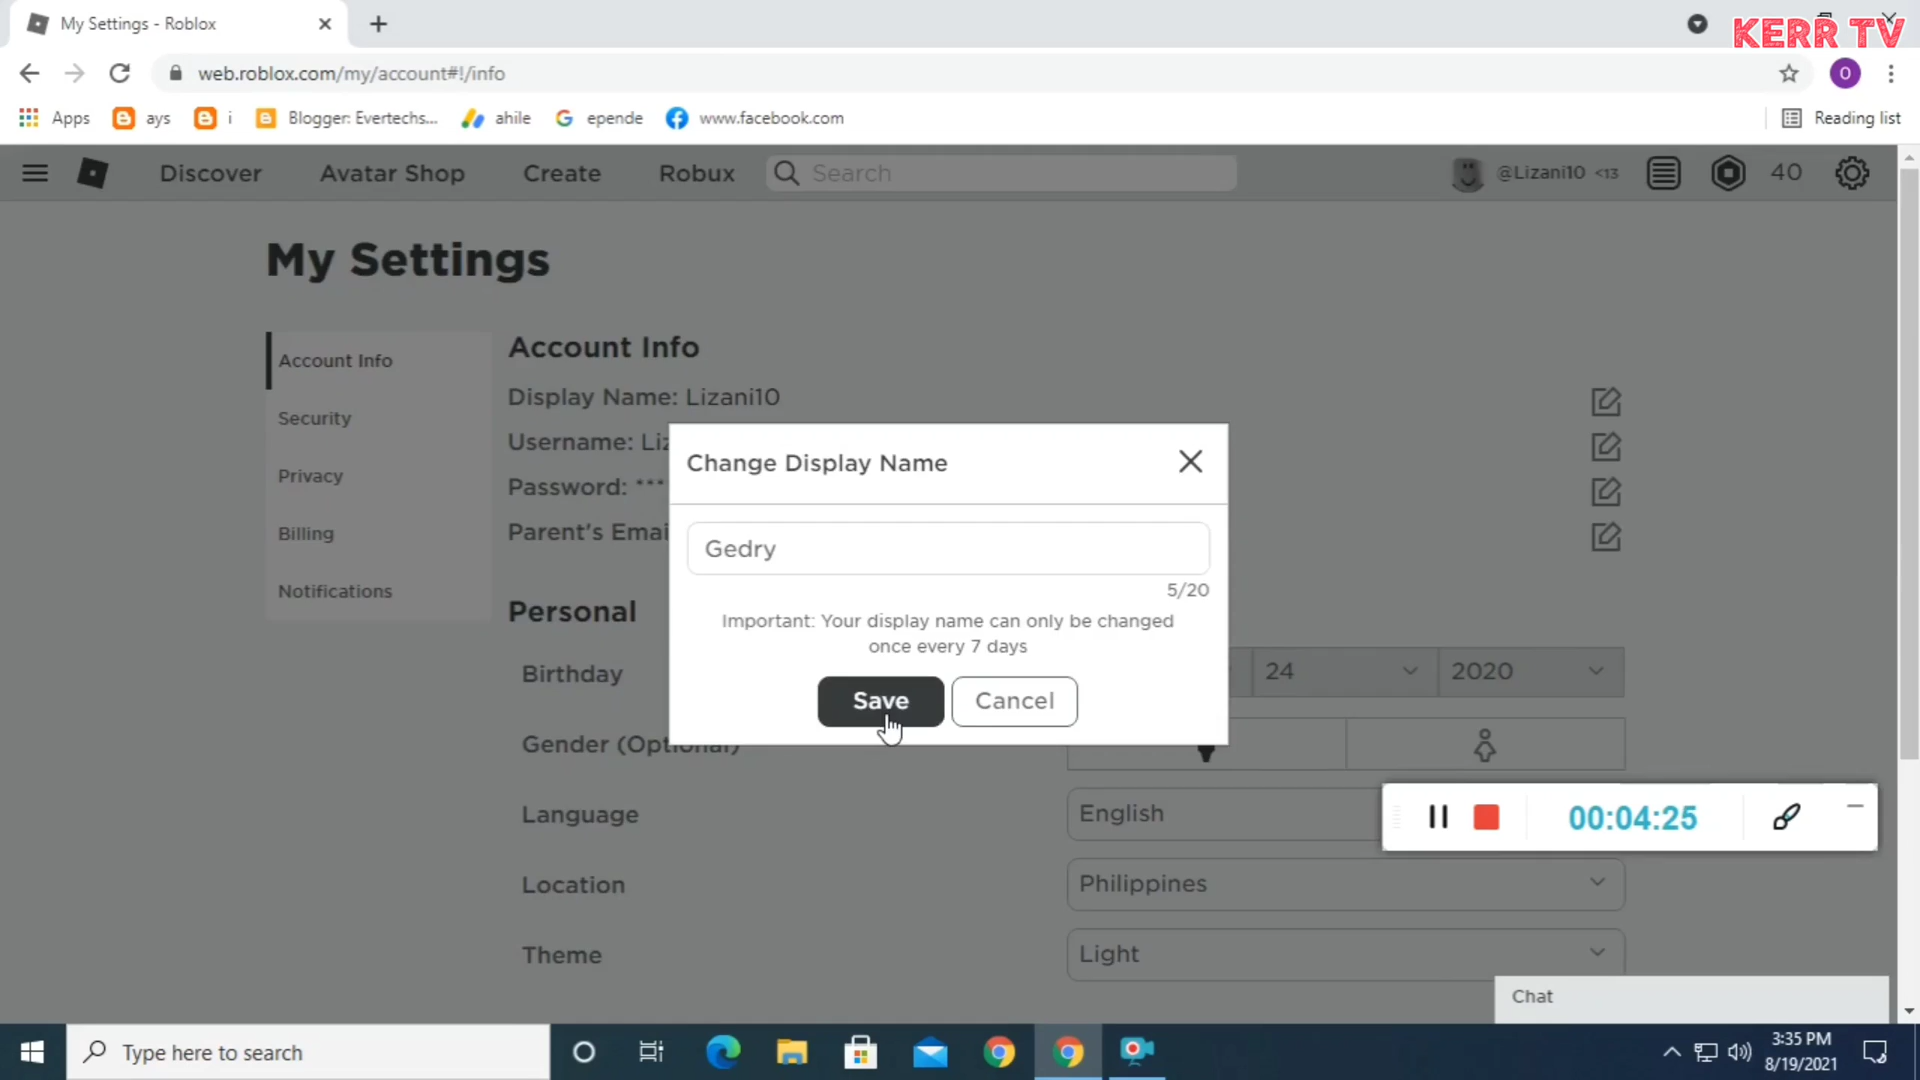 My Settings - Roblox
KERR TV
web.roblox.com/my/account#!/info
O
Apps
ays
i
Blogger: Evertechs...
ahile
epende
www.facebook.com
Reading list
Discover
Avatar Shop
Create
Robux
Search
@Lizani10 <13
40
My Settings
Account Info
Security
Privacy
Billing
Notifications
Account Info
Display Name: Lizani10
Username: Liz
Password: ***
Parent's Emai
Change Display Name
Gedry
5/20
Important: Your display name can only be changed
once every 7 days
Save
Cancel
Personal
Birthday
24
2020
Gender (Optional)
Language
English
00:04:25
Location
Philippines
Theme
Light
Chat
Type here to search
3:35 PM
8/19/2021